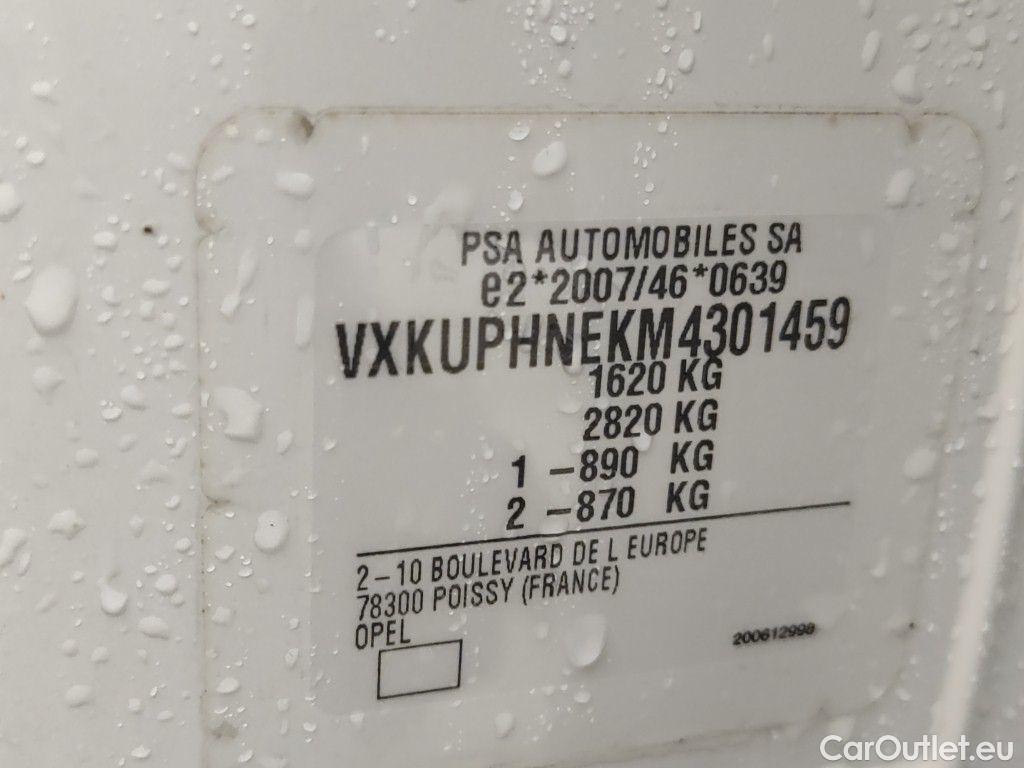 PSA AUTOMOBILES SA
e2*2007/46*0639
VXKUPHNEKM4301459
1620 KG
2820 KG
1 -890 KG
2 -870 KG
2-10 BOULEVARD DE L EUROPE
78300 POISSY (FRANCE)
OPEL
200612998
CarOutlet.eu